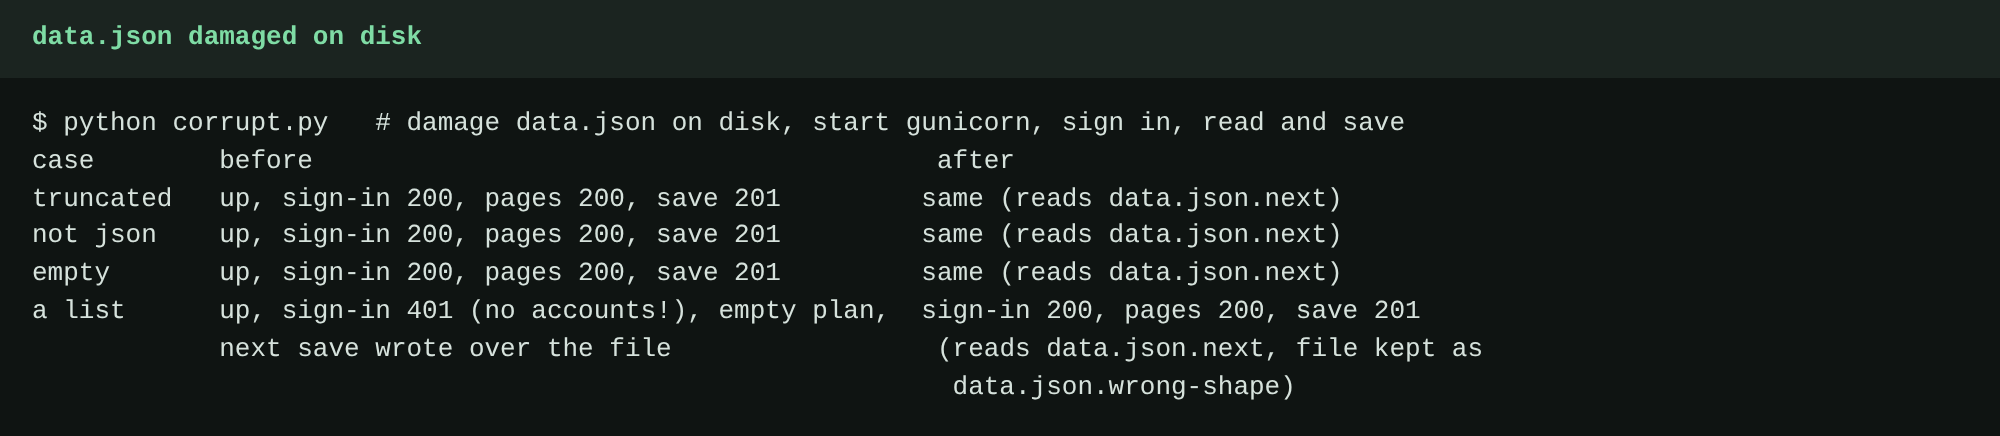 data.json damaged on disk
$ python corrupt.py   # damage data.json on disk, start gunicorn, sign in, read and save
case        before                                        after
truncated   up, sign-in 200, pages 200, save 201         same (reads data.json.next)
not json    up, sign-in 200, pages 200, save 201         same (reads data.json.next)
empty       up, sign-in 200, pages 200, save 201         same (reads data.json.next)
a list      up, sign-in 401 (no accounts!), empty plan,  sign-in 200, pages 200, save 201
            next save wrote over the file                 (reads data.json.next, file kept as
                                                           data.json.wrong-shape)